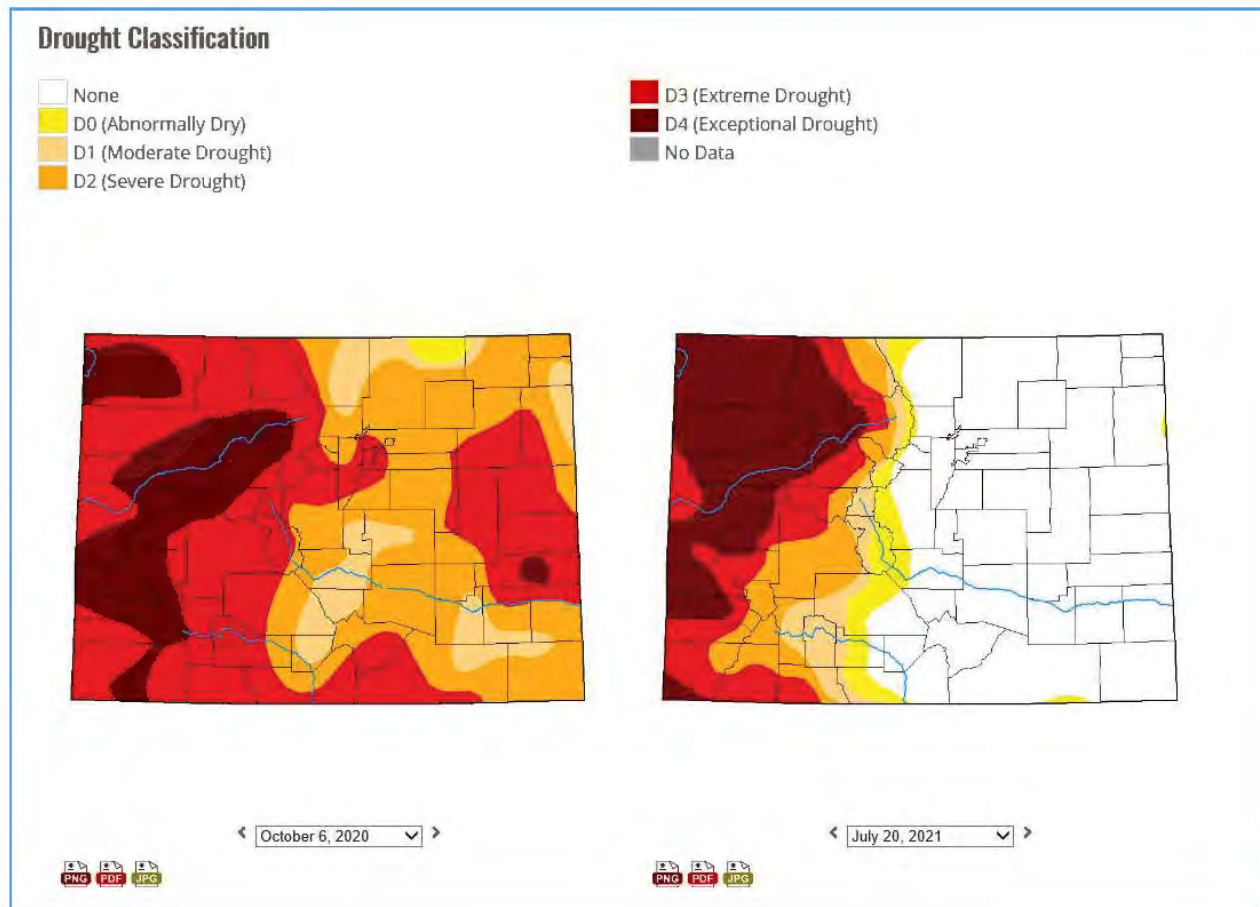 Drought Classification
None
D0 (Abnormally Dry)
D1 (Moderate Drought)
D2 (Severe Drought)
D3 (Extreme Drought)
D4 (Exceptional Drought)
No Data
< October 6, 2020 >
< July 20, 2021 >
PNG PDF JPG
PNG PDF JPG